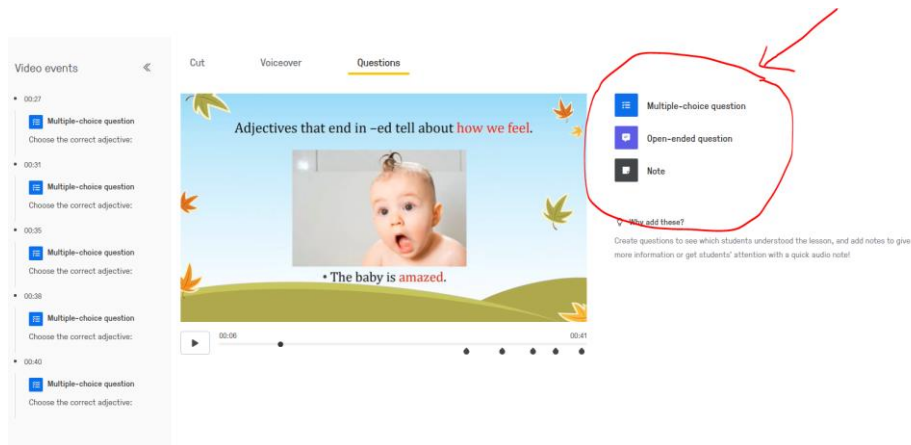 Video events
«
00:27
Multiple-choice question
Choose the correct adjective:
00:31
Multiple-choice question
Choose the correct adjective:
00:35
Multiple-choice question
Choose the correct adjective:
00:38
Multiple-choice question
Choose the correct adjective:
00:40
Multiple-choice question
Choose the correct adjective:
Cut Voiceover Questions
Adjectives that end in –ed tell about how we feel.
• The baby is amazed.
00:06 00:41
Multiple-choice question
Open-ended question
Note
Why add these?
Create questions to see which students understood the lesson, and add notes to give
more information or get students' attention with a quick audio note!